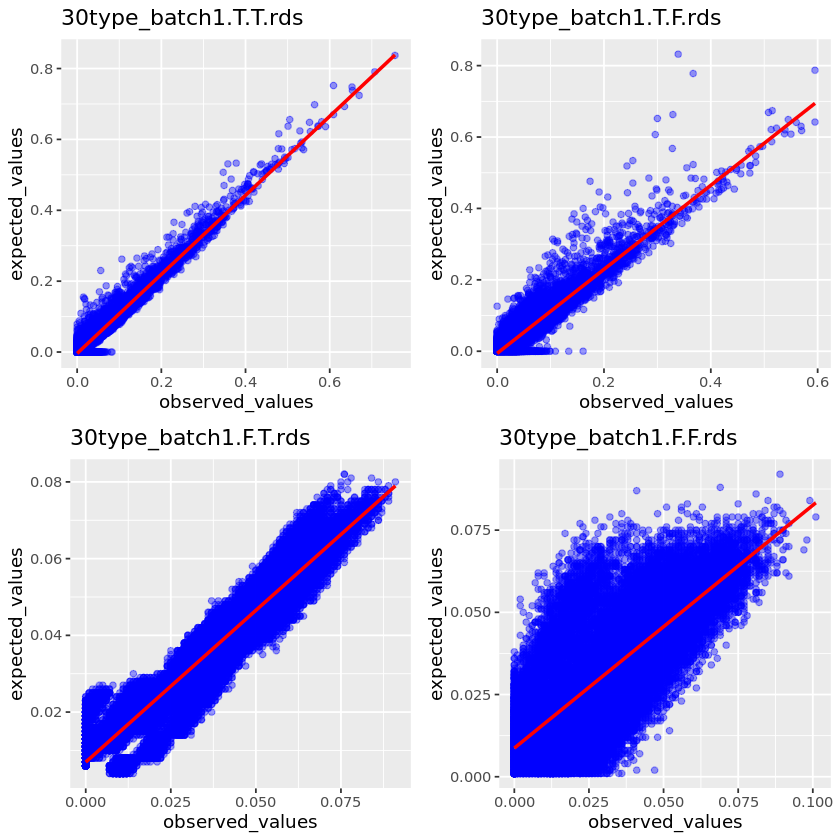 30type_batch1.T.T.rds
expected_values
0.8
0.6
0.4
0.2
0.0
0.0 0.2 0.4 0.6
observed_values
30type_batch1.T.F.rds
expected_values
0.8
0.6
0.4
0.2
0.0
0.0 0.2 0.4 0.6
observed_values
30type_batch1.F.T.rds
expected_values
0.08
0.06
0.04
0.02
0.000 0.025 0.050 0.075
observed_values
30type_batch1.F.F.rds
expected_values
0.075
0.050
0.025
0.000
0.000 0.025 0.050 0.075 0.100
observed_values